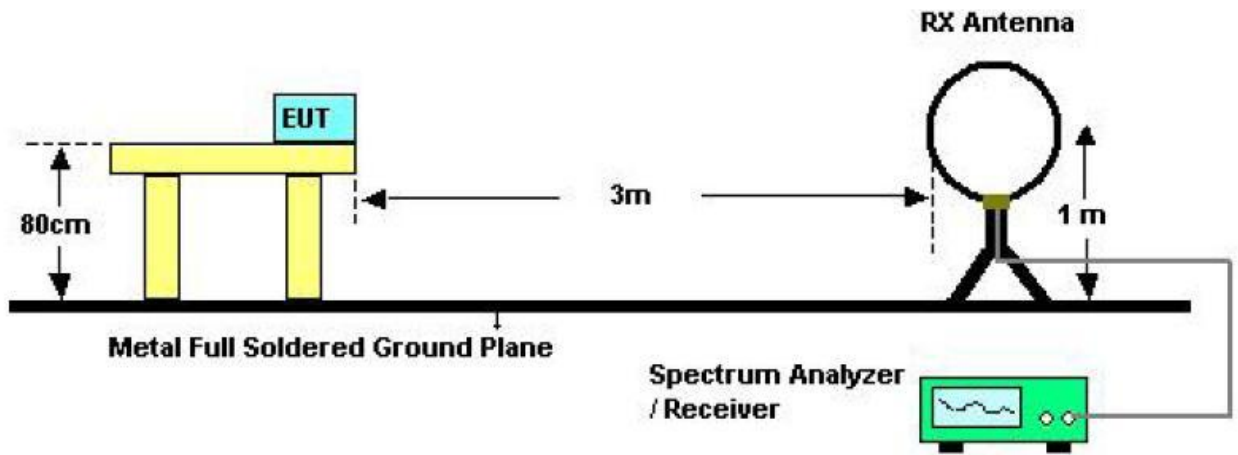 RX Antenna
EUT
3m
80cm
1 m
Metal Full Soldered Ground Plane
Spectrum Analyzer
/ Receiver